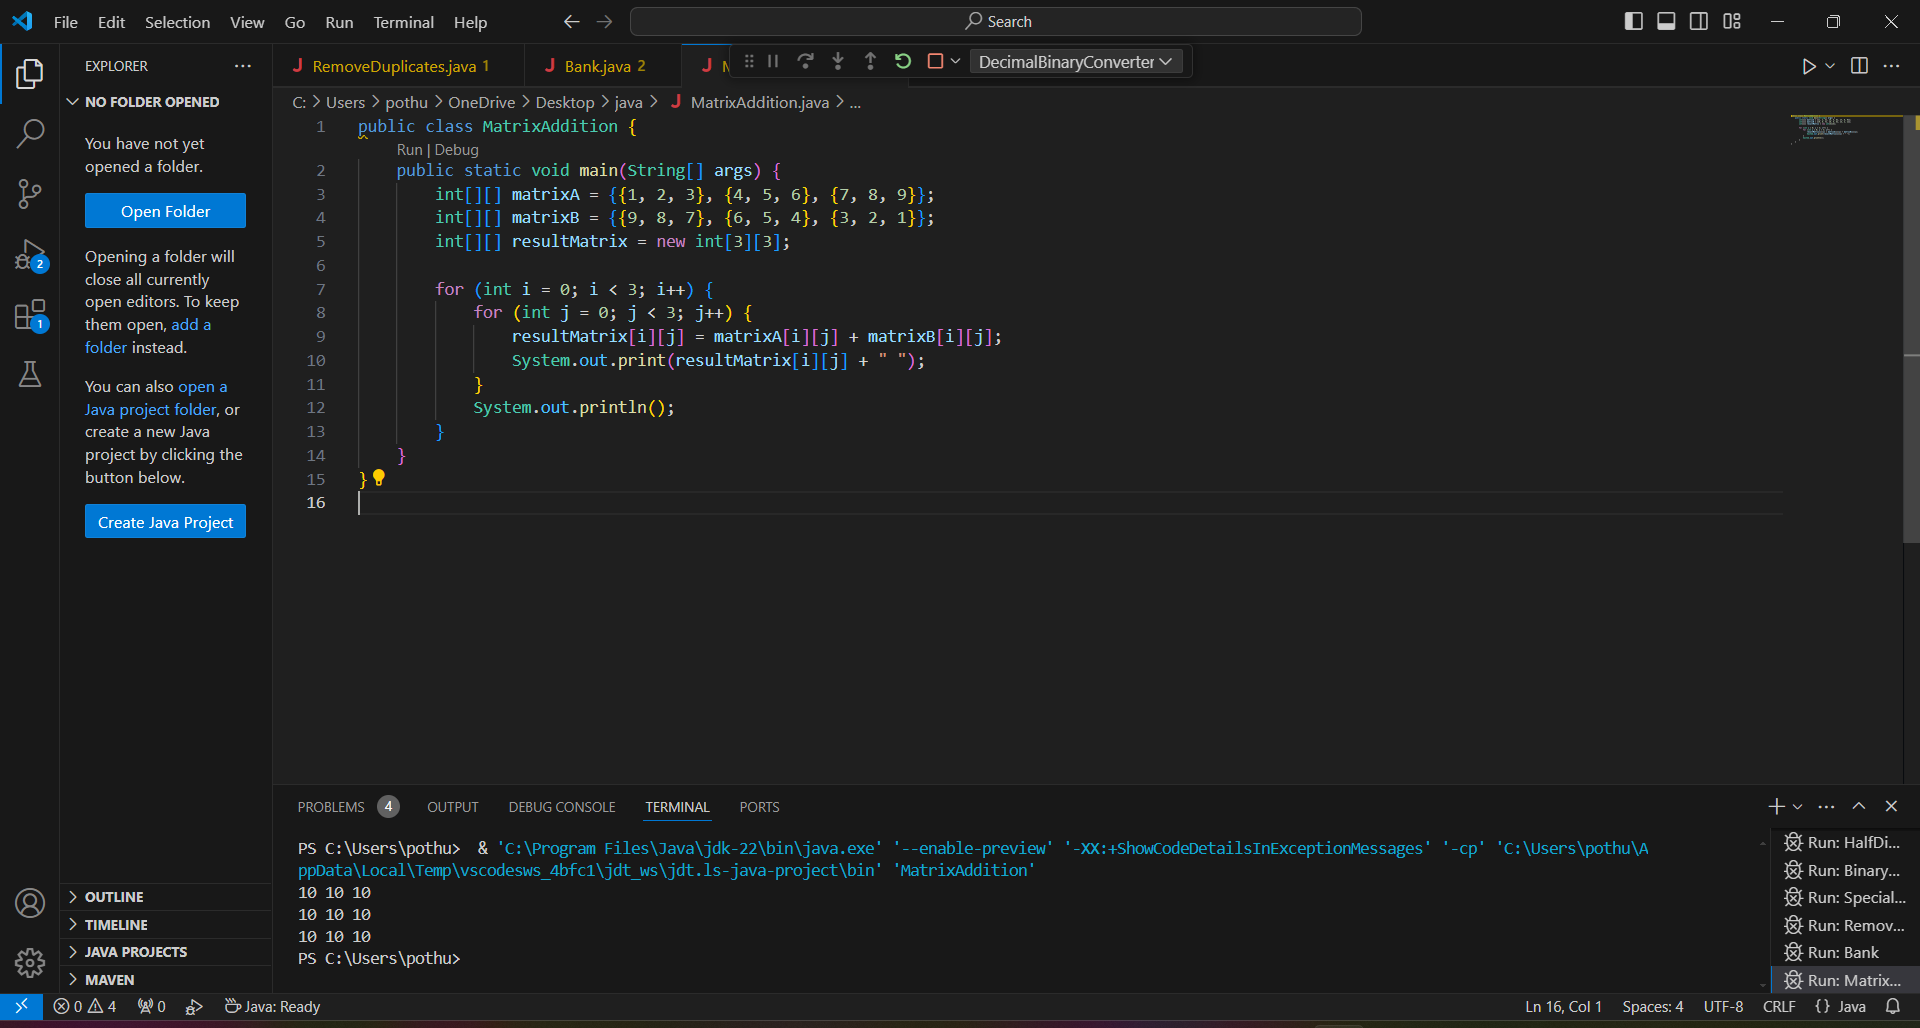 File Edit Selection View Go Run Terminal Help
Search
EXPLORER
NO FOLDER OPENED
You have not yet
opened a folder.
Open Folder
Opening a folder will
close all currently
open editors. To keep
them open, add a
folder instead.
You can also open a
Java project folder, or
create a new Java
project by clicking the
button below.
Create Java Project
OUTLINE
TIMELINE
JAVA PROJECTS
MAVEN
2
1
J RemoveDuplicates.java 1 J Bank.java 2 J
DecimalBinaryConverter
C: > Users > pothu > OneDrive > Desktop > java > J MatrixAddition.java > ...
1 public class MatrixAddition {
Run | Debug
2     public static void main(String[] args) {
3         int[][] matrixA = {{1, 2, 3}, {4, 5, 6}, {7, 8, 9}};
4         int[][] matrixB = {{9, 8, 7}, {6, 5, 4}, {3, 2, 1}};
5         int[][] resultMatrix = new int[3][3];
6
7         for (int i = 0; i < 3; i++) {
8             for (int j = 0; j < 3; j++) {
9                 resultMatrix[i][j] = matrixA[i][j] + matrixB[i][j];
10                 System.out.print(resultMatrix[i][j] + " ");
11             }
12             System.out.println();
13         }
14     }
15 }
16
PROBLEMS 4 OUTPUT DEBUG CONSOLE TERMINAL PORTS
PS C:\Users\pothu>  & 'C:\Program Files\Java\jdk-22\bin\java.exe' '--enable-preview' '-XX:+ShowCodeDetailsInExceptionMessages' '-cp' 'C:\Users\pothu\A
ppData\Local\Temp\vscodesws_4bfc1\jdt_ws\jdt.ls-java-project\bin' 'MatrixAddition'
10 10 10
10 10 10
10 10 10
PS C:\Users\pothu>
Run: HalfDi...
Run: Binary...
Run: Special...
Run: Remov...
Run: Bank
Run: Matrix...
0 4 0 Java: Ready
Ln 16, Col 1 Spaces: 4 UTF-8 CRLF {} Java